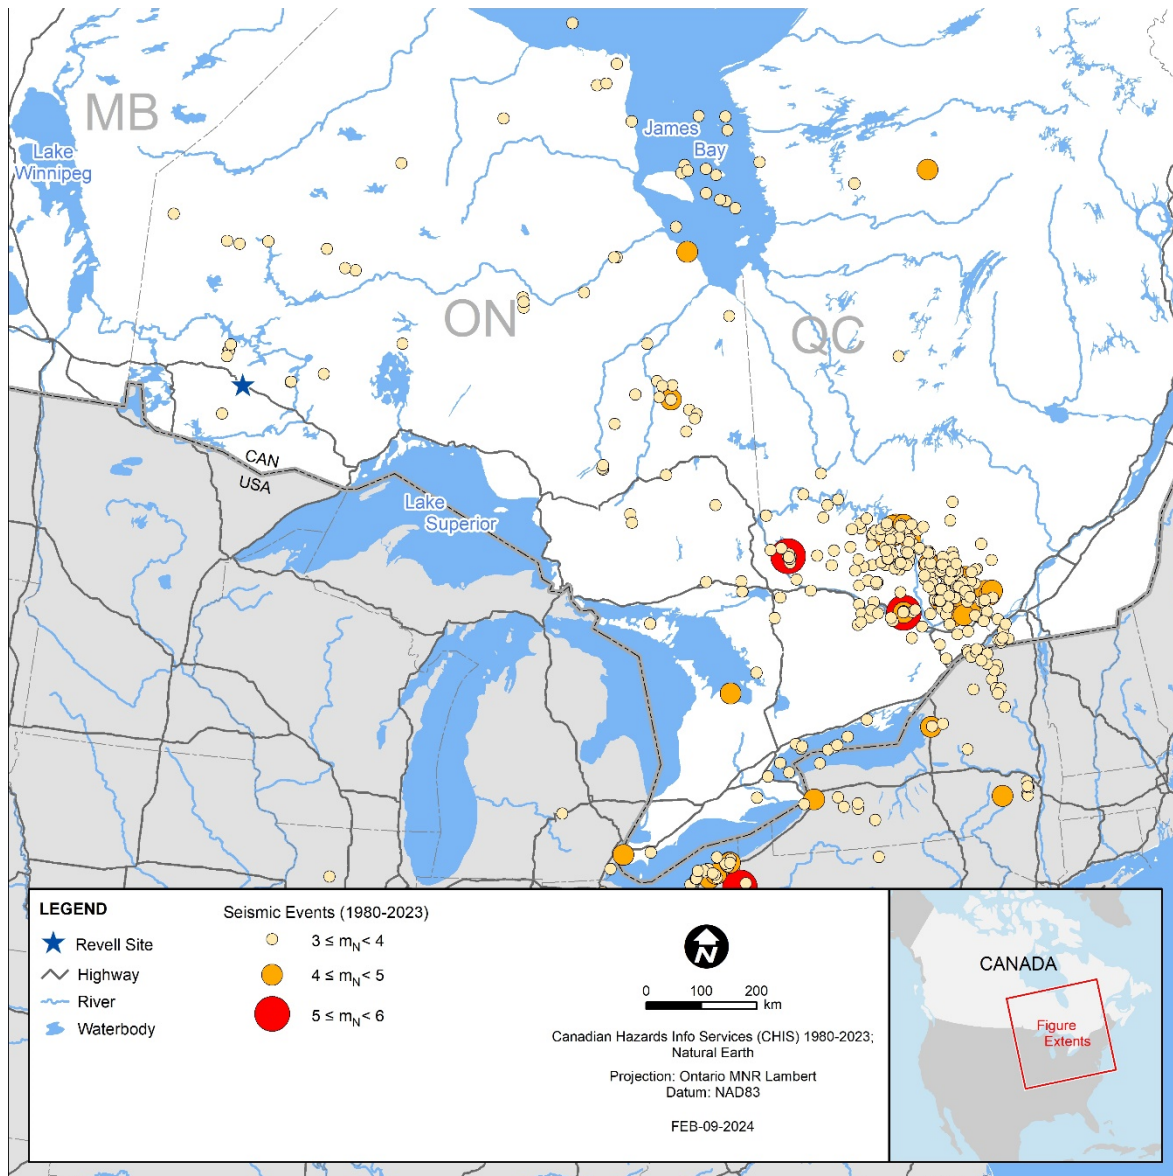 MB
Lake
Winnipeg
James
Bay
ON
QC
CAN
USA
Lake
Superior
LEGEND
Revell Site
Highway
River
Waterbody
Seismic Events (1980-2023)
3 ≤ mN< 4
4 ≤ mN< 5
5 ≤ mN< 6
N
0 100 200
km
Canadian Hazards Info Services (CHIS) 1980-2023;
Natural Earth
Projection: Ontario MNR Lambert
Datum: NAD83
FEB-09-2024
CANADA
Figure
Extents